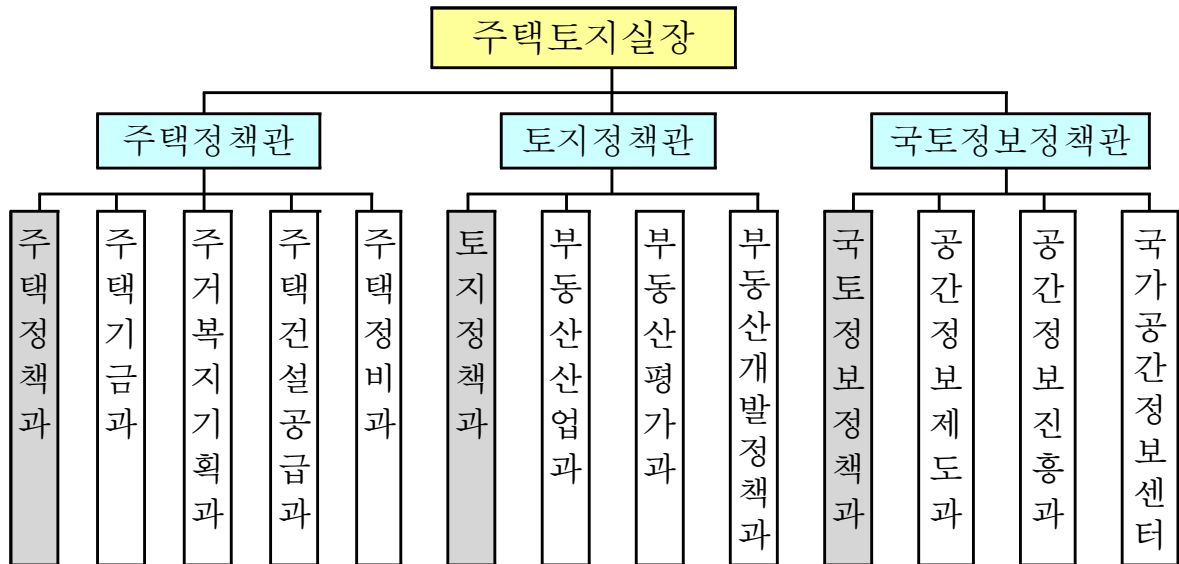 주택토지실장
주택정책관
토지정책관
국토정보정책관
주택정책과
주택기금과
주거복지기획과
주택건설공급과
주택정비과
토지정책과
부동산산업과
부동산평가과
부동산개발정책과
국토정보정책과
공간정보제도과
공간정보진흥과
국가공간정보센터